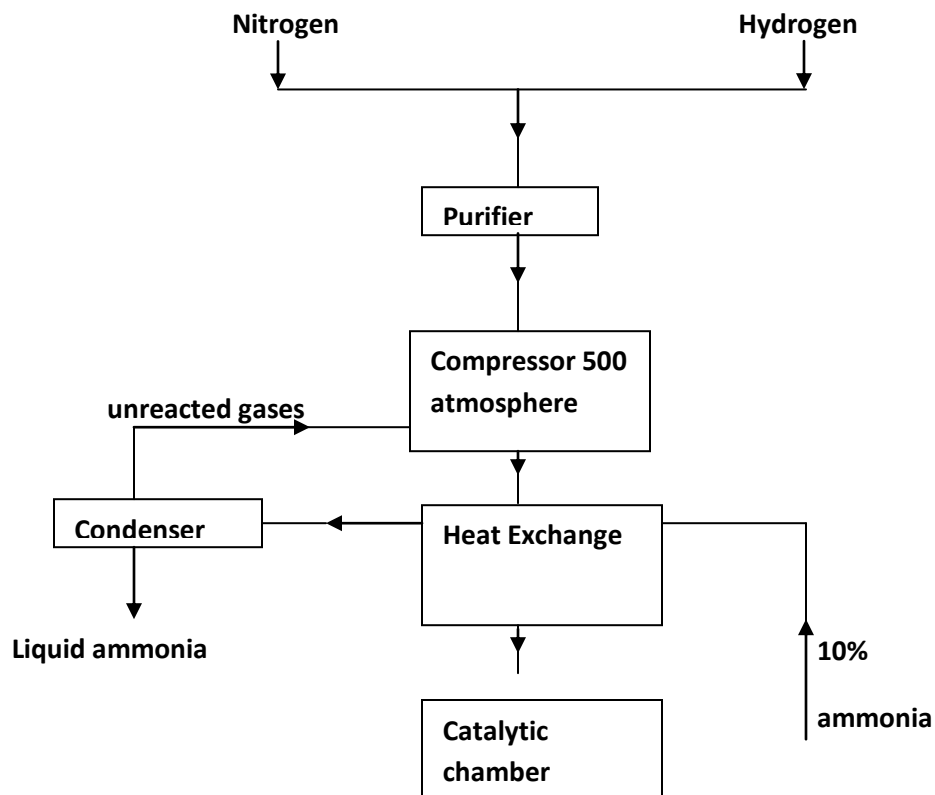 Nitrogen
Hydrogen
Purifier
Compressor 500
atmosphere
unreacted gases
Condenser
Heat Exchange
Liquid ammonia
10%
ammonia
Catalytic
chamber